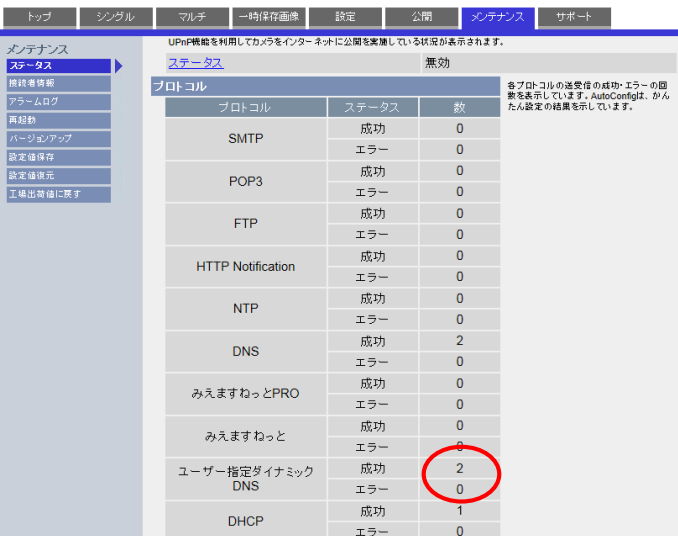 トップ
シングル
マルチ
一時保存画像
設定
公開
メンテナンス
サポート
メンテナンス
ステータス
接続者情報
アラームログ
再起動
バージョンアップ
設定値保存
設定値復元
工場出荷値に戻す
UPnP機能を利用してカメラをインターネットに公開を実施している状況が表示されます。
ステータス 無効
プロトコル
プロトコル ステータス 数
SMTP 成功 0
エラー 0
POP3 成功 0
エラー 0
FTP 成功 0
エラー 0
HTTP Notification 成功 0
エラー 0
NTP 成功 0
エラー 0
DNS 成功 2
エラー 0
みえますねっとPRO 成功 0
エラー 0
みえますねっと 成功 0
エラー 0
ユーザー指定ダイナミック 成功 2
DNS エラー 0
DHCP 成功 1
エラー 0
各プロトコルの送受信の成功・エラーの回
数を表示しています。AutoConfigは、かん
たん設定の結果を示しています。